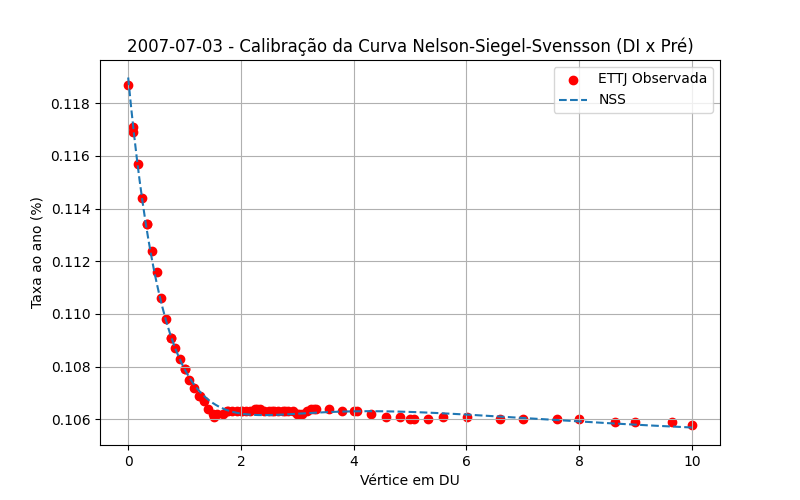 2007-07-03 - Calibração da Curva Nelson-Siegel-Svensson (DI x Pré)
ETTJ Observada
NSS
0.118
0.116
0.114
0.112
0.110
0.108
0.106
Taxa ao ano (%)
0 2 4 6 8 10
Vértice em DU